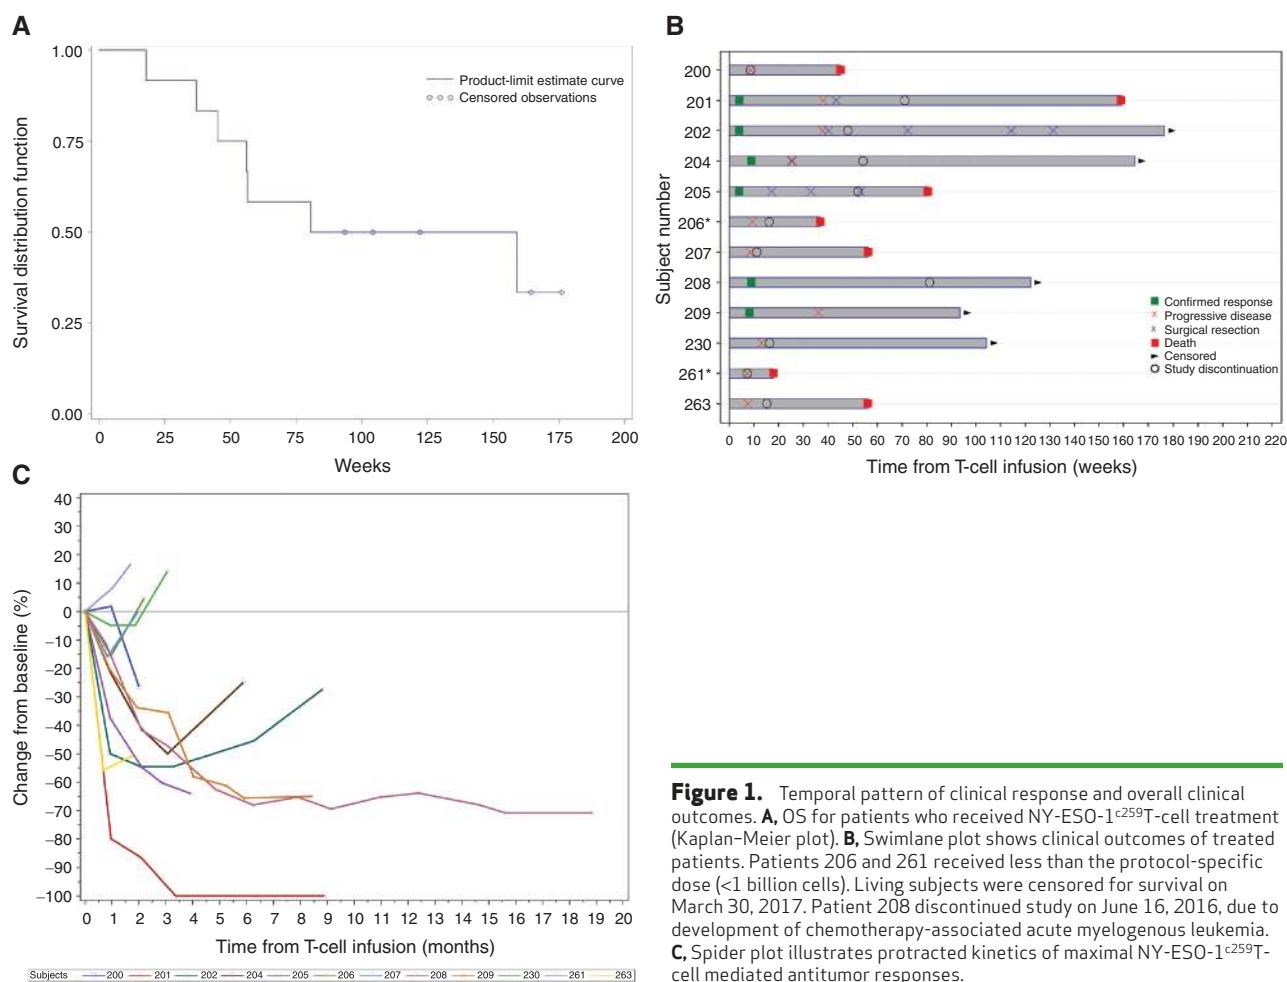 A
1.00
0.75
0.50
0.25
0.00
Survival distribution function
Product-limit estimate curve
Censored observations
0 25 50 75 100 125 150 175 200
Weeks
B
Subject number
200
201
202
204
205
206*
207
208
209
230
261*
263
Confirmed response
Progressive disease
Surgical resection
Death
Censored
Study discontinuation
0 10 20 30 40 50 60 70 80 90 100 110 120 130 140 150 160 170 180 190 200 210 220
Time from T-cell infusion (weeks)
C
Change from baseline (%)
40
30
20
10
0
−10
−20
−30
−40
−50
−60
−70
−80
−90
−100
0 1 2 3 4 5 6 7 8 9 10 11 12 13 14 15 16 17 18 19 20
Time from T-cell infusion (months)
Subjects 200 201 202 204 205 206 207 208 209 230 261 263
Figure 1. Temporal pattern of clinical response and overall clinical
outcomes. A, OS for patients who received NY-ESO-1c259T-cell treatment
(Kaplan–Meier plot). B, Swimlane plot shows clinical outcomes of treated
patients. Patients 206 and 261 received less than the protocol-specific
dose (<1 billion cells). Living subjects were censored for survival on
March 30, 2017. Patient 208 discontinued study on June 16, 2016, due to
development of chemotherapy-associated acute myelogenous leukemia.
C, Spider plot illustrates protracted kinetics of maximal NY-ESO-1c259T-
cell mediated antitumor responses.